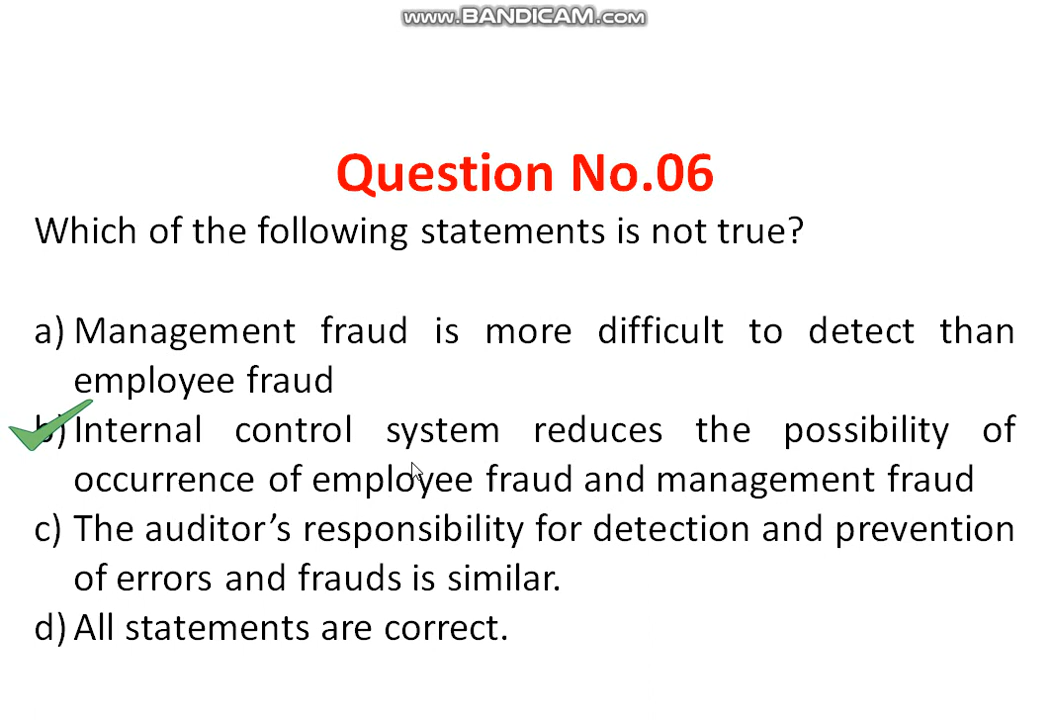 www.BANDICAM.com
Question No.06
Which of the following statements is not true?
a) Management fraud is more difficult to detect than
employee fraud
b) Internal control system reduces the possibility of
occurrence of employee fraud and management fraud
c) The auditor’s responsibility for detection and prevention
of errors and frauds is similar.
d) All statements are correct.